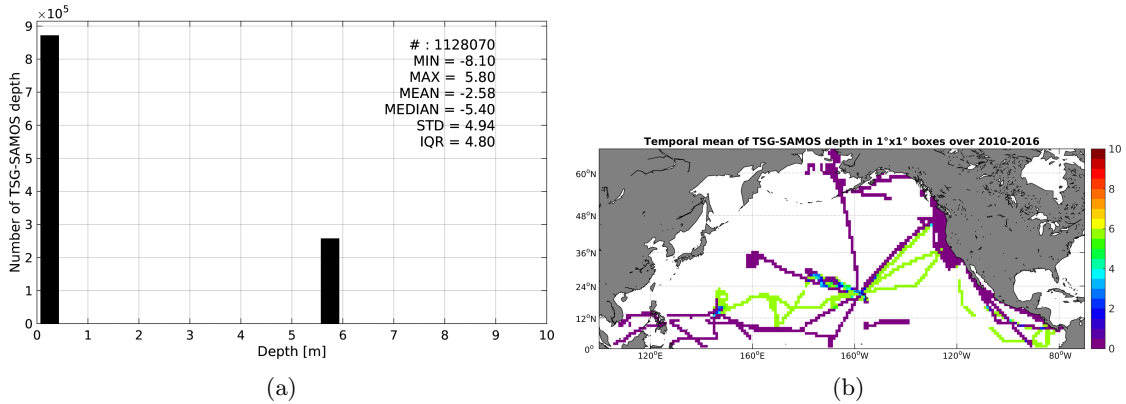 ×10⁵
9
8
7
6
5
4
3
2
1
0
Number of TSG-SAMOS depth
# : 1128070
MIN = -8.10
MAX = 5.80
MEAN = -2.58
MEDIAN = -5.40
STD = 4.94
IQR = 4.80
0 1 2 3 4 5 6 7 8 9 10
Depth [m]
(a)
Temporal mean of TSG-SAMOS depth in 1°x1° boxes over 2010-2016
60°N
48°N
36°N
24°N
12°N
0°
120°E 160°E 160°W 120°W 80°W
10
8
6
4
2
0
(b)